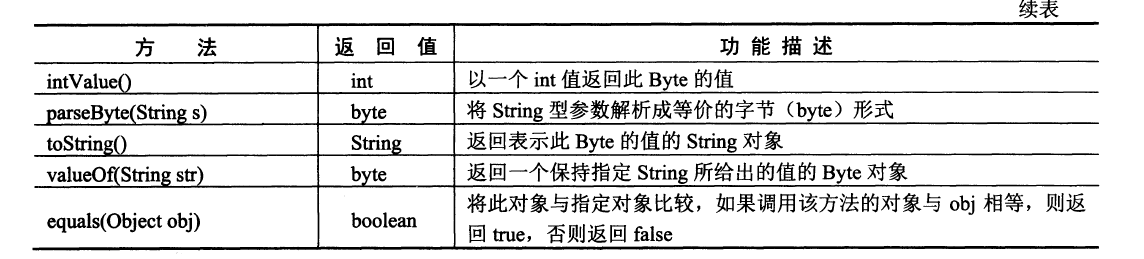 续表
方 法 返 回 值 功 能 描 述
intValue() int 以一个 int 值返回此 Byte 的值
parseByte(String s) byte 将 String 型参数解析成等价的字节（byte）形式
toString() String 返回表示此 Byte 的值的 String 对象
valueOf(String str) byte 返回一个保持指定 String 所给出的值的 Byte 对象
equals(Object obj) boolean 将此对象与指定对象比较，如果调用该方法的对象与 obj 相等，则返
回 true，否则返回 false